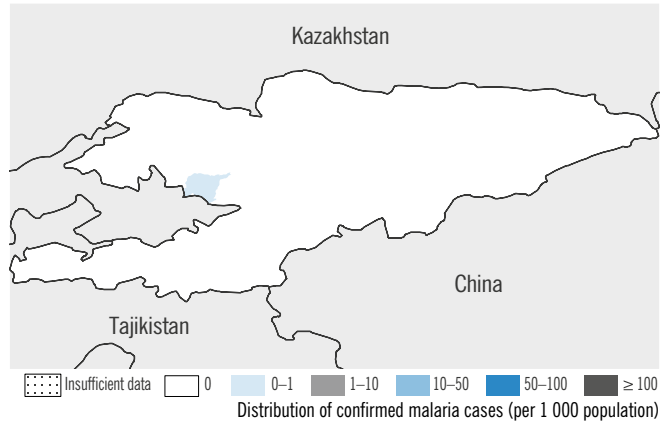 Kazakhstan
China
Tajikistan
Insufficient data 0 0–1 1–10 10–50 50–100 ≥ 100
Distribution of confirmed malaria cases (per 1 000 population)